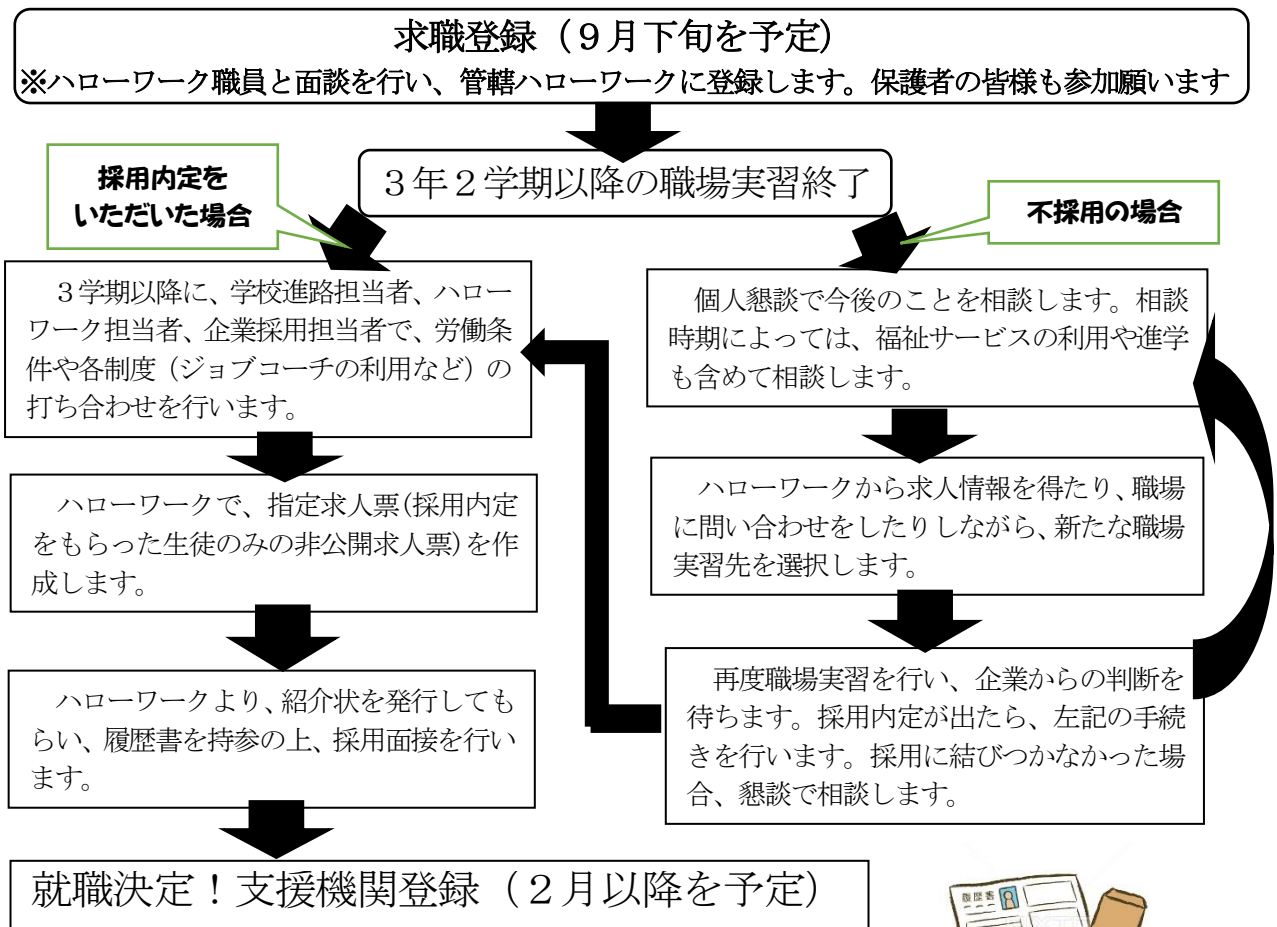 求職登録（９月下旬を予定）
※ハローワーク職員と面談を行い、管轄ハローワークに登録します。保護者の皆様も参加願います
採用内定を
いただいた場合
３年２学期以降の職場実習終了
不採用の場合
３学期以降に、学校進路担当者、ハロー
ワーク担当者、企業採用担当者で、労働条
件や各制度（ジョブコーチの利用など）の
打ち合わせを行います。
個人懇談で今後のことを相談します。相談
時期によっては、福祉サービスの利用や進学
も含めて相談します。
ハローワークで、指定求人票(採用内定
をもらった生徒のみの非公開求人票)を作
成します。
ハローワークから求人情報を得たり、職場
に問い合わせをしたりしながら、新たな職場
実習先を選択します。
ハローワークより、紹介状を発行しても
らい、履歴書を持参の上、採用面接を行い
ます。
再度職場実習を行い、企業からの判断を
待ちます。採用内定が出たら、左記の手続
きを行います。採用に結びつかなかった場
合、懇談で相談します。
就職決定！支援機関登録（２月以降を予定）
履歴書